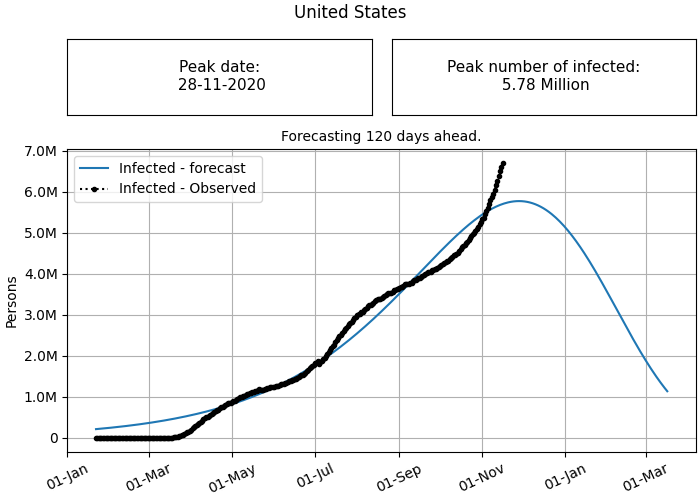 United States
Peak date:
28-11-2020
Peak number of infected:
5.78 Million
Forecasting 120 days ahead.
Infected - forecast
Infected - Observed
7.0M
6.0M
5.0M
4.0M
3.0M
2.0M
1.0M
0
Persons
01-Jan
01-Mar
01-May
01-Jul
01-Sep
01-Nov
01-Jan
01-Mar